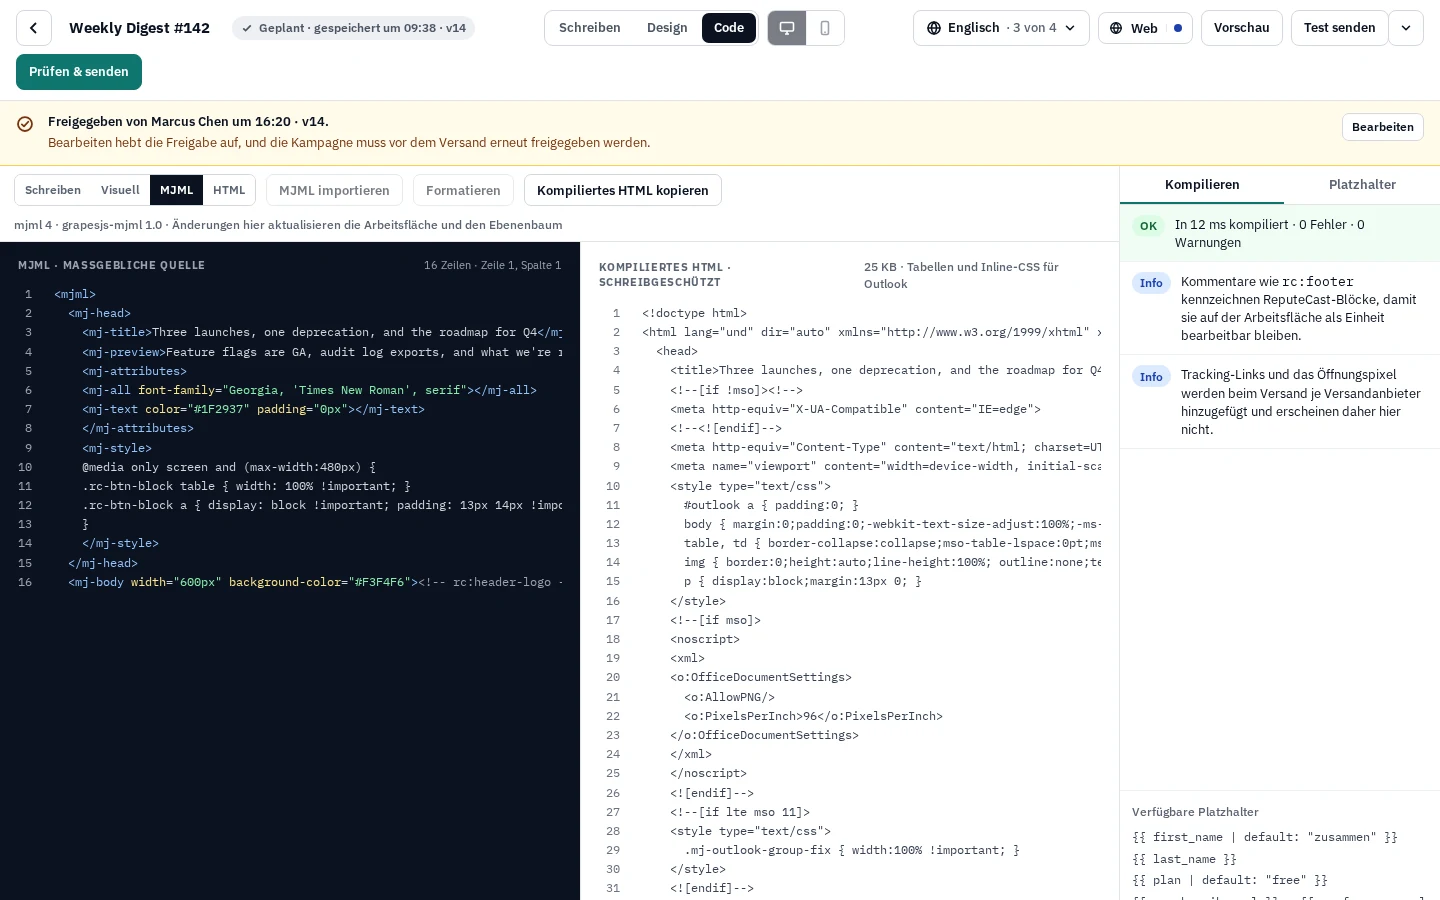 Weekly Digest #142
Geplant · gespeichert um 09:38 · v14
Schreiben
Design
Code
Englisch · 3 von 4
Web
Vorschau
Test senden
Prüfen & senden
Freigegeben von Marcus Chen um 16:20 · v14.
Bearbeiten hebt die Freigabe auf, und die Kampagne muss vor dem Versand erneut freigegeben werden.
Bearbeiten
Schreiben
Visuell
MJML
HTML
MJML importieren
Formatieren
Kompiliertes HTML kopieren
mjml 4 · grapesjs-mjml 1.0 · Änderungen hier aktualisieren die Arbeitsfläche und den Ebenenbaum
MJML · MASSGEBLICHE QUELLE
16 Zeilen · Zeile 1, Spalte 1
1 <mjml>
2 <mj-head>
3 <mj-title>Three launches, one deprecation, and the roadmap for Q4</mj
4 <mj-preview>Feature flags are GA, audit log exports, and what we're
5 <mj-attributes>
6 <mj-all font-family="Georgia, 'Times New Roman', serif"></mj-all>
7 <mj-text color="#1F2937" padding="0px"></mj-text>
8 </mj-attributes>
9 <mj-style>
10 @media only screen and (max-width:480px) {
11 .rc-btn-block table { width: 100% !important; }
12 .rc-btn-block a { display: block !important; padding: 13px 14px !impo
13 }
14 </mj-style>
15 </mj-head>
16 <mj-body width="600px" background-color="#F3F4F6"><!-- rc:header-logo -
KOMPILIERTES HTML ·
SCHREIBGESCHÜTZT
25 KB · Tabellen und Inline-CSS für
Outlook
1 <!doctype html>
2 <html lang="und" dir="auto" xmlns="http://www.w3.org/1999/xhtml" x
3 <head>
4 <title>Three launches, one deprecation, and the roadmap for Q4
5 <!--[if !mso]><!-->
6 <meta http-equiv="X-UA-Compatible" content="IE=edge">
7 <!--<![endif]-->
8 <meta http-equiv="Content-Type" content="text/html; charset=UT
9 <meta name="viewport" content="width=device-width, initial-sca
10 <style type="text/css">
11 #outlook a { padding:0; }
12 body { margin:0;padding:0;-webkit-text-size-adjust:100%;-ms-
13 table, td { border-collapse:collapse;mso-table-lspace:0pt;ms
14 img { border:0;height:auto;line-height:100%; outline:none;te
15 p { display:block;margin:13px 0; }
16 </style>
17 <!--[if mso]>
18 <noscript>
19 <xml>
20 <o:OfficeDocumentSettings>
21 <o:AllowPNG/>
22 <o:PixelsPerInch>96</o:PixelsPerInch>
23 </o:OfficeDocumentSettings>
24 </xml>
25 </noscript>
26 <![endif]-->
27 <!--[if lte mso 11]>
28 <style type="text/css">
29 .mj-outlook-group-fix { width:100% !important; }
30 </style>
31 <![endif]-->
Kompilieren
Platzhalter
OK
In 12 ms kompiliert · 0 Fehler · 0
Warnungen
Info
Kommentare wie rc:footer
kennzeichnen ReputeCast-Blöcke, damit
sie auf der Arbeitsfläche als Einheit
bearbeitbar bleiben.
Info
Tracking-Links und das Öffnungspixel
werden beim Versand je Versandanbieter
hinzugefügt und erscheinen daher hier
nicht.
Verfügbare Platzhalter
{{ first_name | default: "zusammen" }}
{{ last_name }}
{{ plan | default: "free" }}